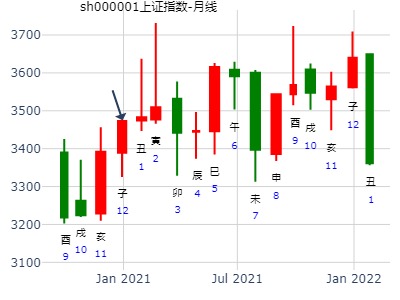 sh000001上证指数-月线
3700
3600
3500
3400
3300
3200
3100
酉
9
戌
10
亥
11
子
12
丑
1
寅
2
卯
3
辰
4
巳
5
午
6
未
7
申
8
酉
9
戌
10
亥
11
子
12
丑
1
Jan 2021
Jul 2021
Jan 2022